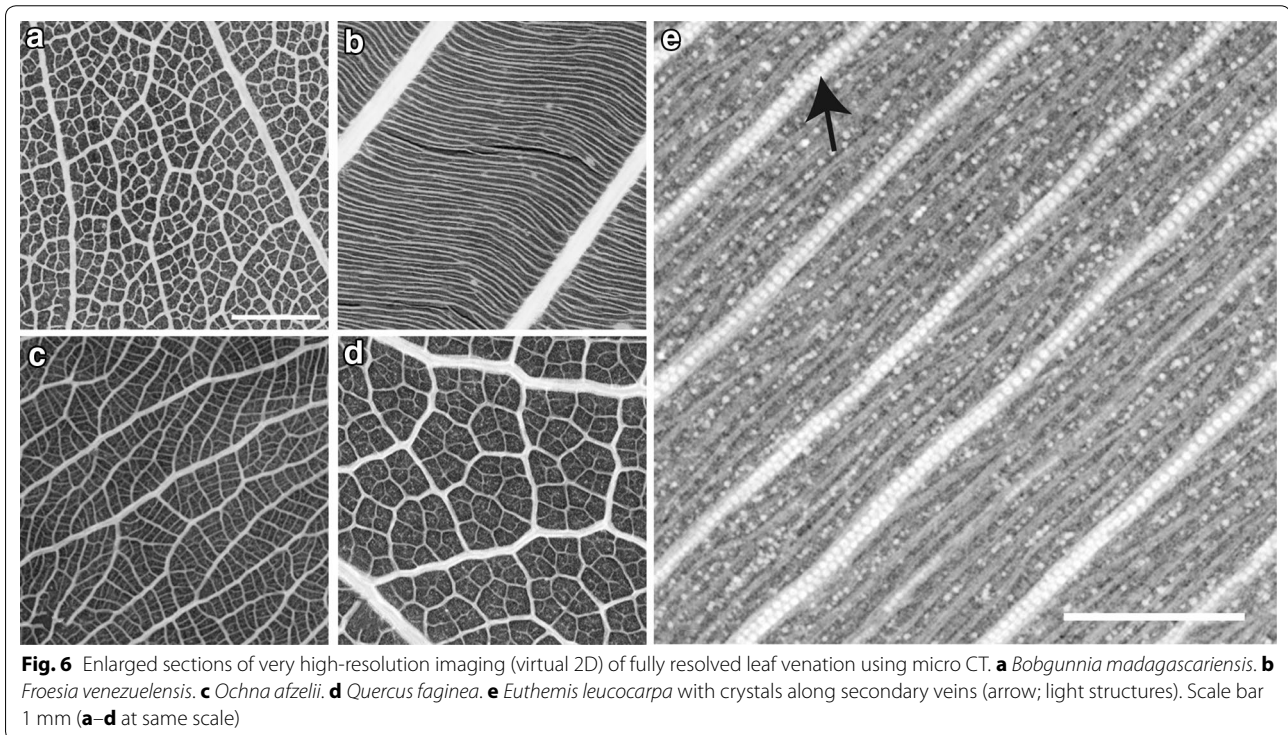 a
b
e
c
d
Fig. 6 Enlarged sections of very high-resolution imaging (virtual 2D) of fully resolved leaf venation using micro CT. a Bobgunnia madagascariensis. b
Froesia venezuelensis. c Ochna afzelii. d Quercus faginea. e Euthemis leucocarpa with crystals along secondary veins (arrow; light structures). Scale bar
1 mm (a–d at same scale)